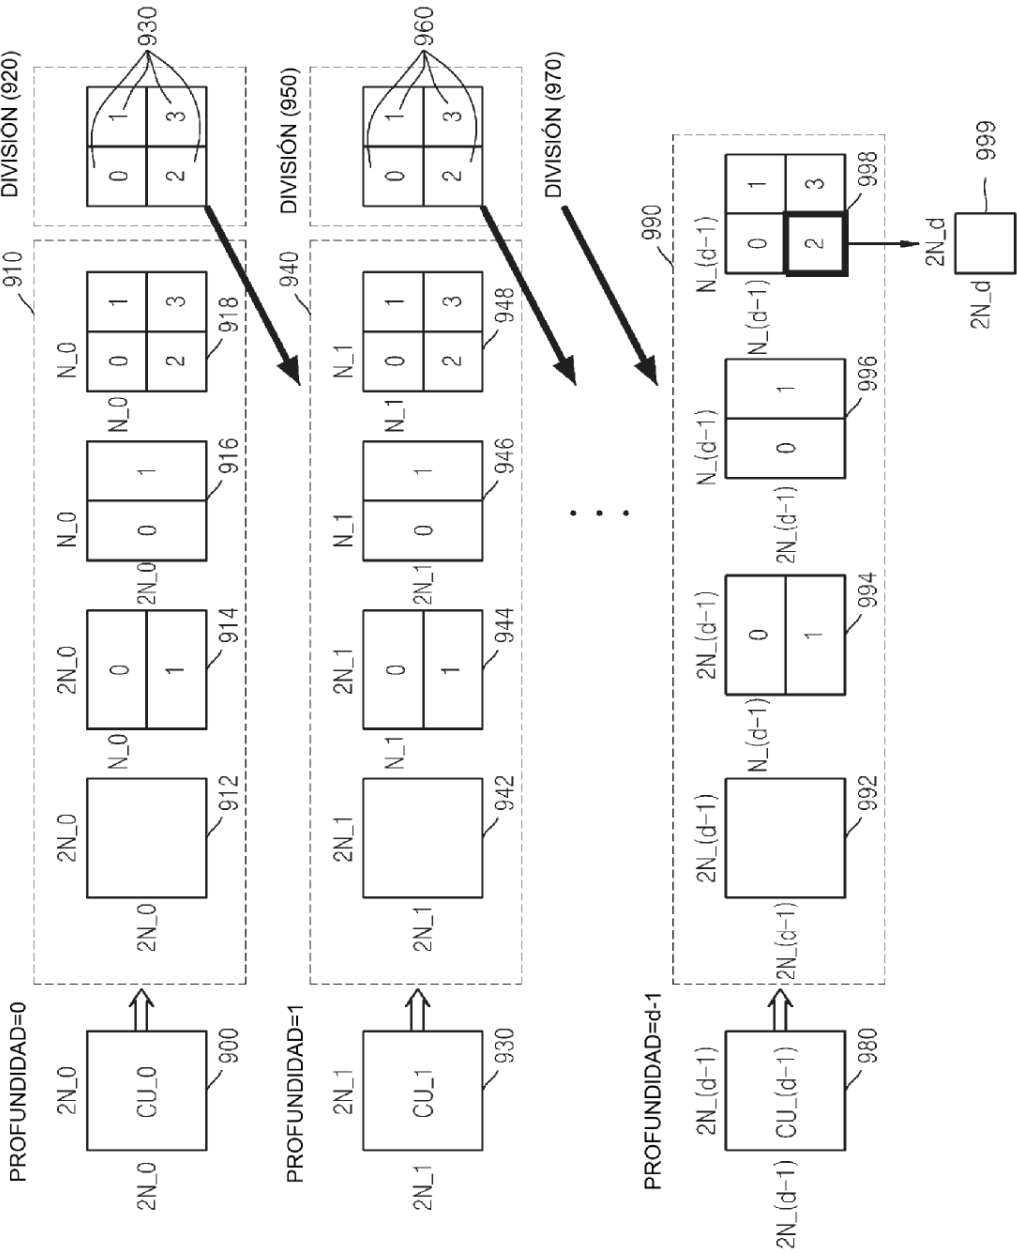 PROFUNDIDAD=0
2N_0
2N_0
CU_0
900
910
2N_0
2N_0
912
2N_0
N_0
0
1
914
N_0
2N_0
0
1
916
N_0
N_0
0
1
2
3
918
DIVISIÓN (920)
0
1
2
3
930
PROFUNDIDAD=1
2N_1
2N_1
CU_1
930
940
2N_1
2N_1
942
2N_1
N_1
0
1
944
N_1
2N_1
0
1
946
N_1
N_1
0
1
2
3
948
DIVISIÓN (950)
0
1
2
3
960
DIVISIÓN (970)
. . .
PROFUNDIDAD=d-1
2N_(d-1)
2N_(d-1)
CU_(d-1)
980
990
2N_(d-1)
2N_(d-1)
992
2N_(d-1)
N_(d-1)
0
1
994
N_(d-1)
2N_(d-1)
0
1
996
N_(d-1)
N_(d-1)
0
1
2
3
998
2N_d
2N_d
999